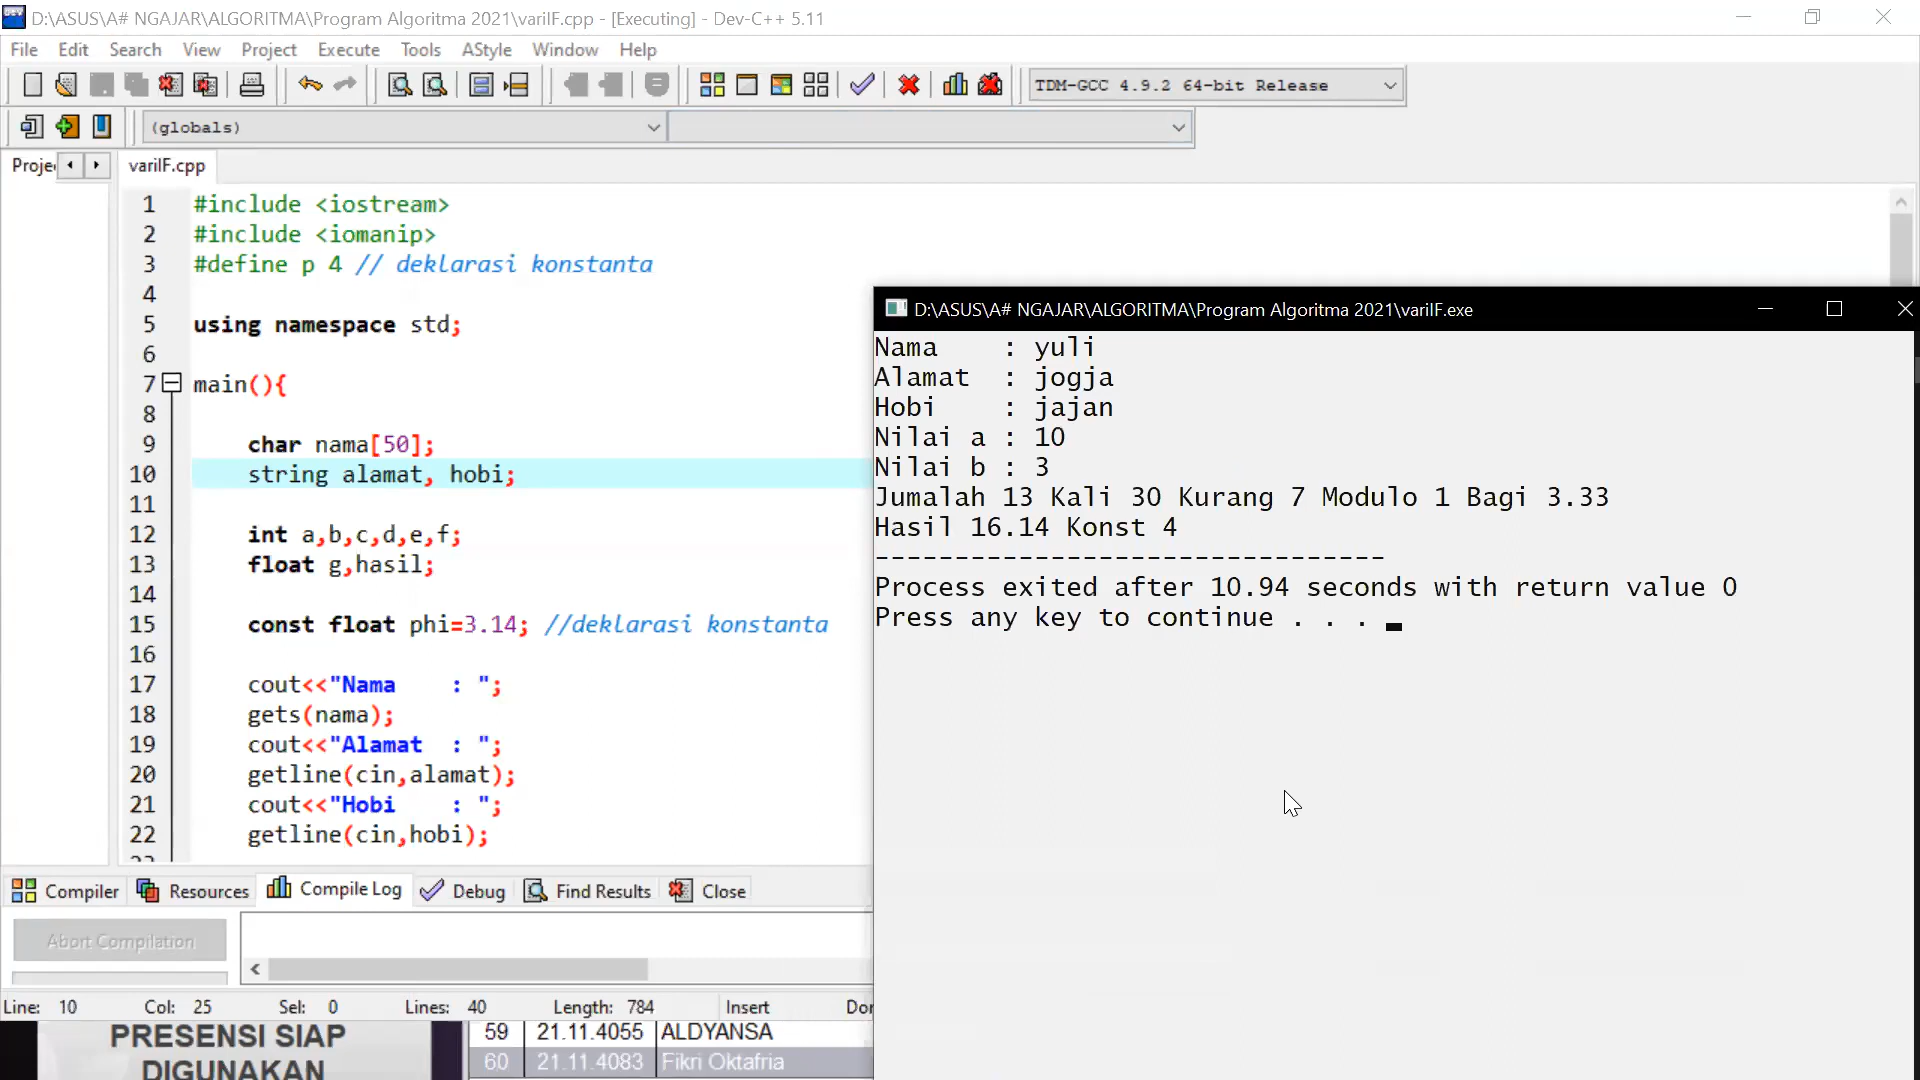 D:\ASUS\A# NGAJAR\ALGORITMA\Program Algoritma 2021\varilF.cpp - [Executing] - Dev-C++ 5.11
File Edit Search View Project Execute Tools AStyle Window Help
TDM-GCC 4.9.2 64-bit Release
(globals)
varilF.cpp
1 #include <iostream>
2 #include <iomanip>
3 #define p 4 // deklarasi konstanta
4
5 using namespace std;
6
7 main(){
8
9 char nama[50];
10 string alamat, hobi;
11
12 int a,b,c,d,e,f;
13 float g,hasil;
14
15 const float phi=3.14; //deklarasi konstanta
16
17 cout<<"Nama    : ";
18 gets(nama);
19 cout<<"Alamat  : ";
20 getline(cin,alamat);
21 cout<<"Hobi    : ";
22 getline(cin,hobi);
D:\ASUS\A# NGAJAR\ALGORITMA\Program Algoritma 2021\varilF.exe
Nama    : yuli
Alamat  : jogja
Hobi    : jajan
Nilai a : 10
Nilai b : 3
Jumalah 13 Kali 30 Kurang 7 Modulo 1 Bagi 3.33
Hasil 16.14 Konst 4
--------------------------------
Process exited after 10.94 seconds with return value 0
Press any key to continue . . .
Compiler Resources Compile Log Debug Find Results Close
Abort Compilation
Line: 10 Col: 25 Sel: 0 Lines: 40 Length: 784 Insert
PRESENSI SIAP
DIGUNAKAN
59 21.11.4055 ALDYANSA
60 21.11.4083 Fikri Oktafria